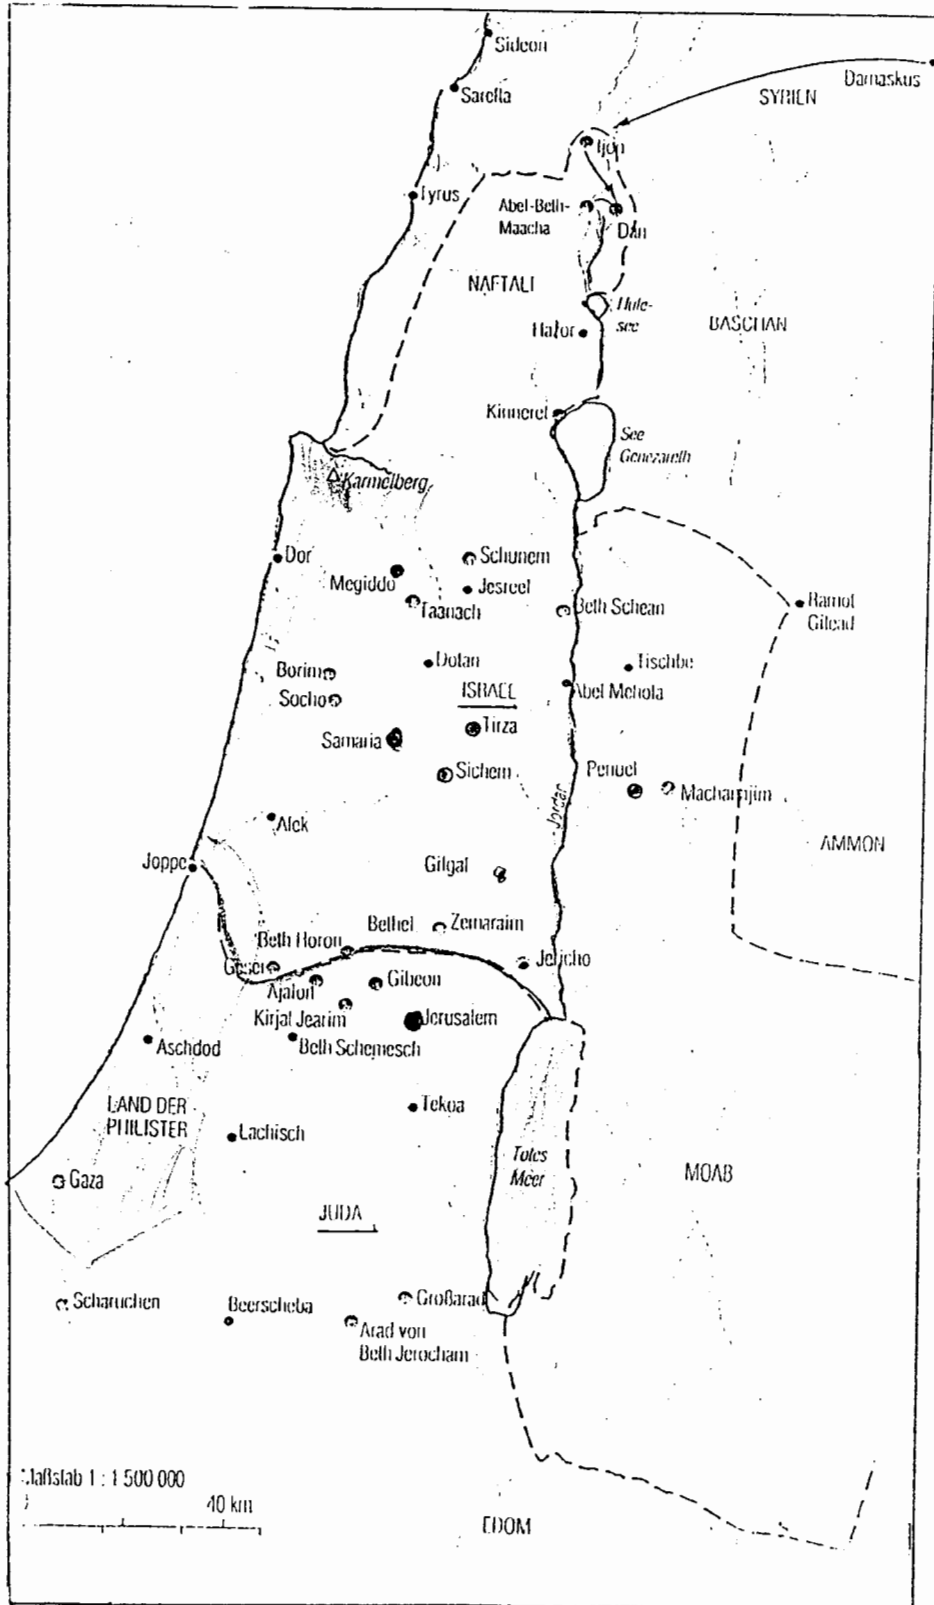 Sideon
Damaskus
Sarefta
SYRIEN
Ijon
Tyrus
Abel-Beth-
Maacha
Dan
NAFTALI
Hule-
see
BASCHAN
Hazor
Kinneret
See
Genezareth
Karmelberg
Dor
Schunem
Megiddo
Jesreel
Taanach
Beth Schean
Ramot
Gilead
Dotan
Tischbe
Borim
ISRAEL
Abel Mehola
Socho
Tirza
Samaria
Sichem
Penuel
Machanajim
Jordan
Afek
AMMON
Joppe
Gilgal
Bethel
Zemaraim
Beth Horon
Geser
Jericho
Ajalon
Gibeon
Kirjat Jearim
Jerusalem
Aschdod
Beth Schemesch
LAND DER
PHILISTER
Tekoa
Lachisch
Totes
Meer
MOAB
Gaza
JUDA
Scharuchen
Beerscheba
Großarad
Arad von
Beth Jerocham
Maßstab 1 : 1 500 000
40 km
EDOM